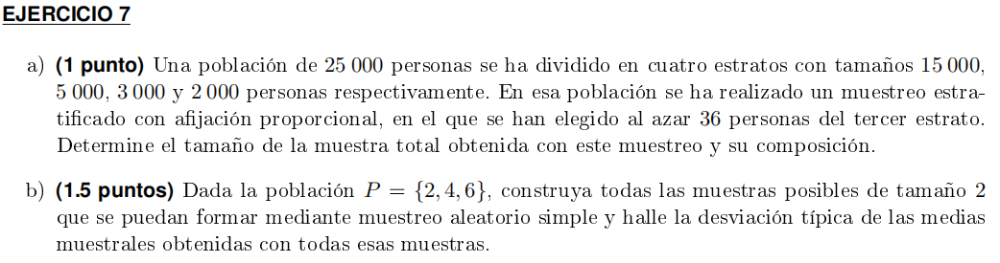 EJERCICIO 7
a) (1 punto) Una población de 25 000 personas se ha dividido en cuatro estratos con tamaños 15 000,
5 000, 3 000 y 2 000 personas respectivamente. En esa población se ha realizado un muestreo estra-
tificado con afijación proporcional, en el que se han elegido al azar 36 personas del tercer estrato.
Determine el tamaño de la muestra total obtenida con este muestreo y su composición.
b) (1.5 puntos) Dada la población P = {2, 4, 6}, construya todas las muestras posibles de tamaño 2
que se puedan formar mediante muestreo aleatorio simple y halle la desviación típica de las medias
muestrales obtenidas con todas esas muestras.